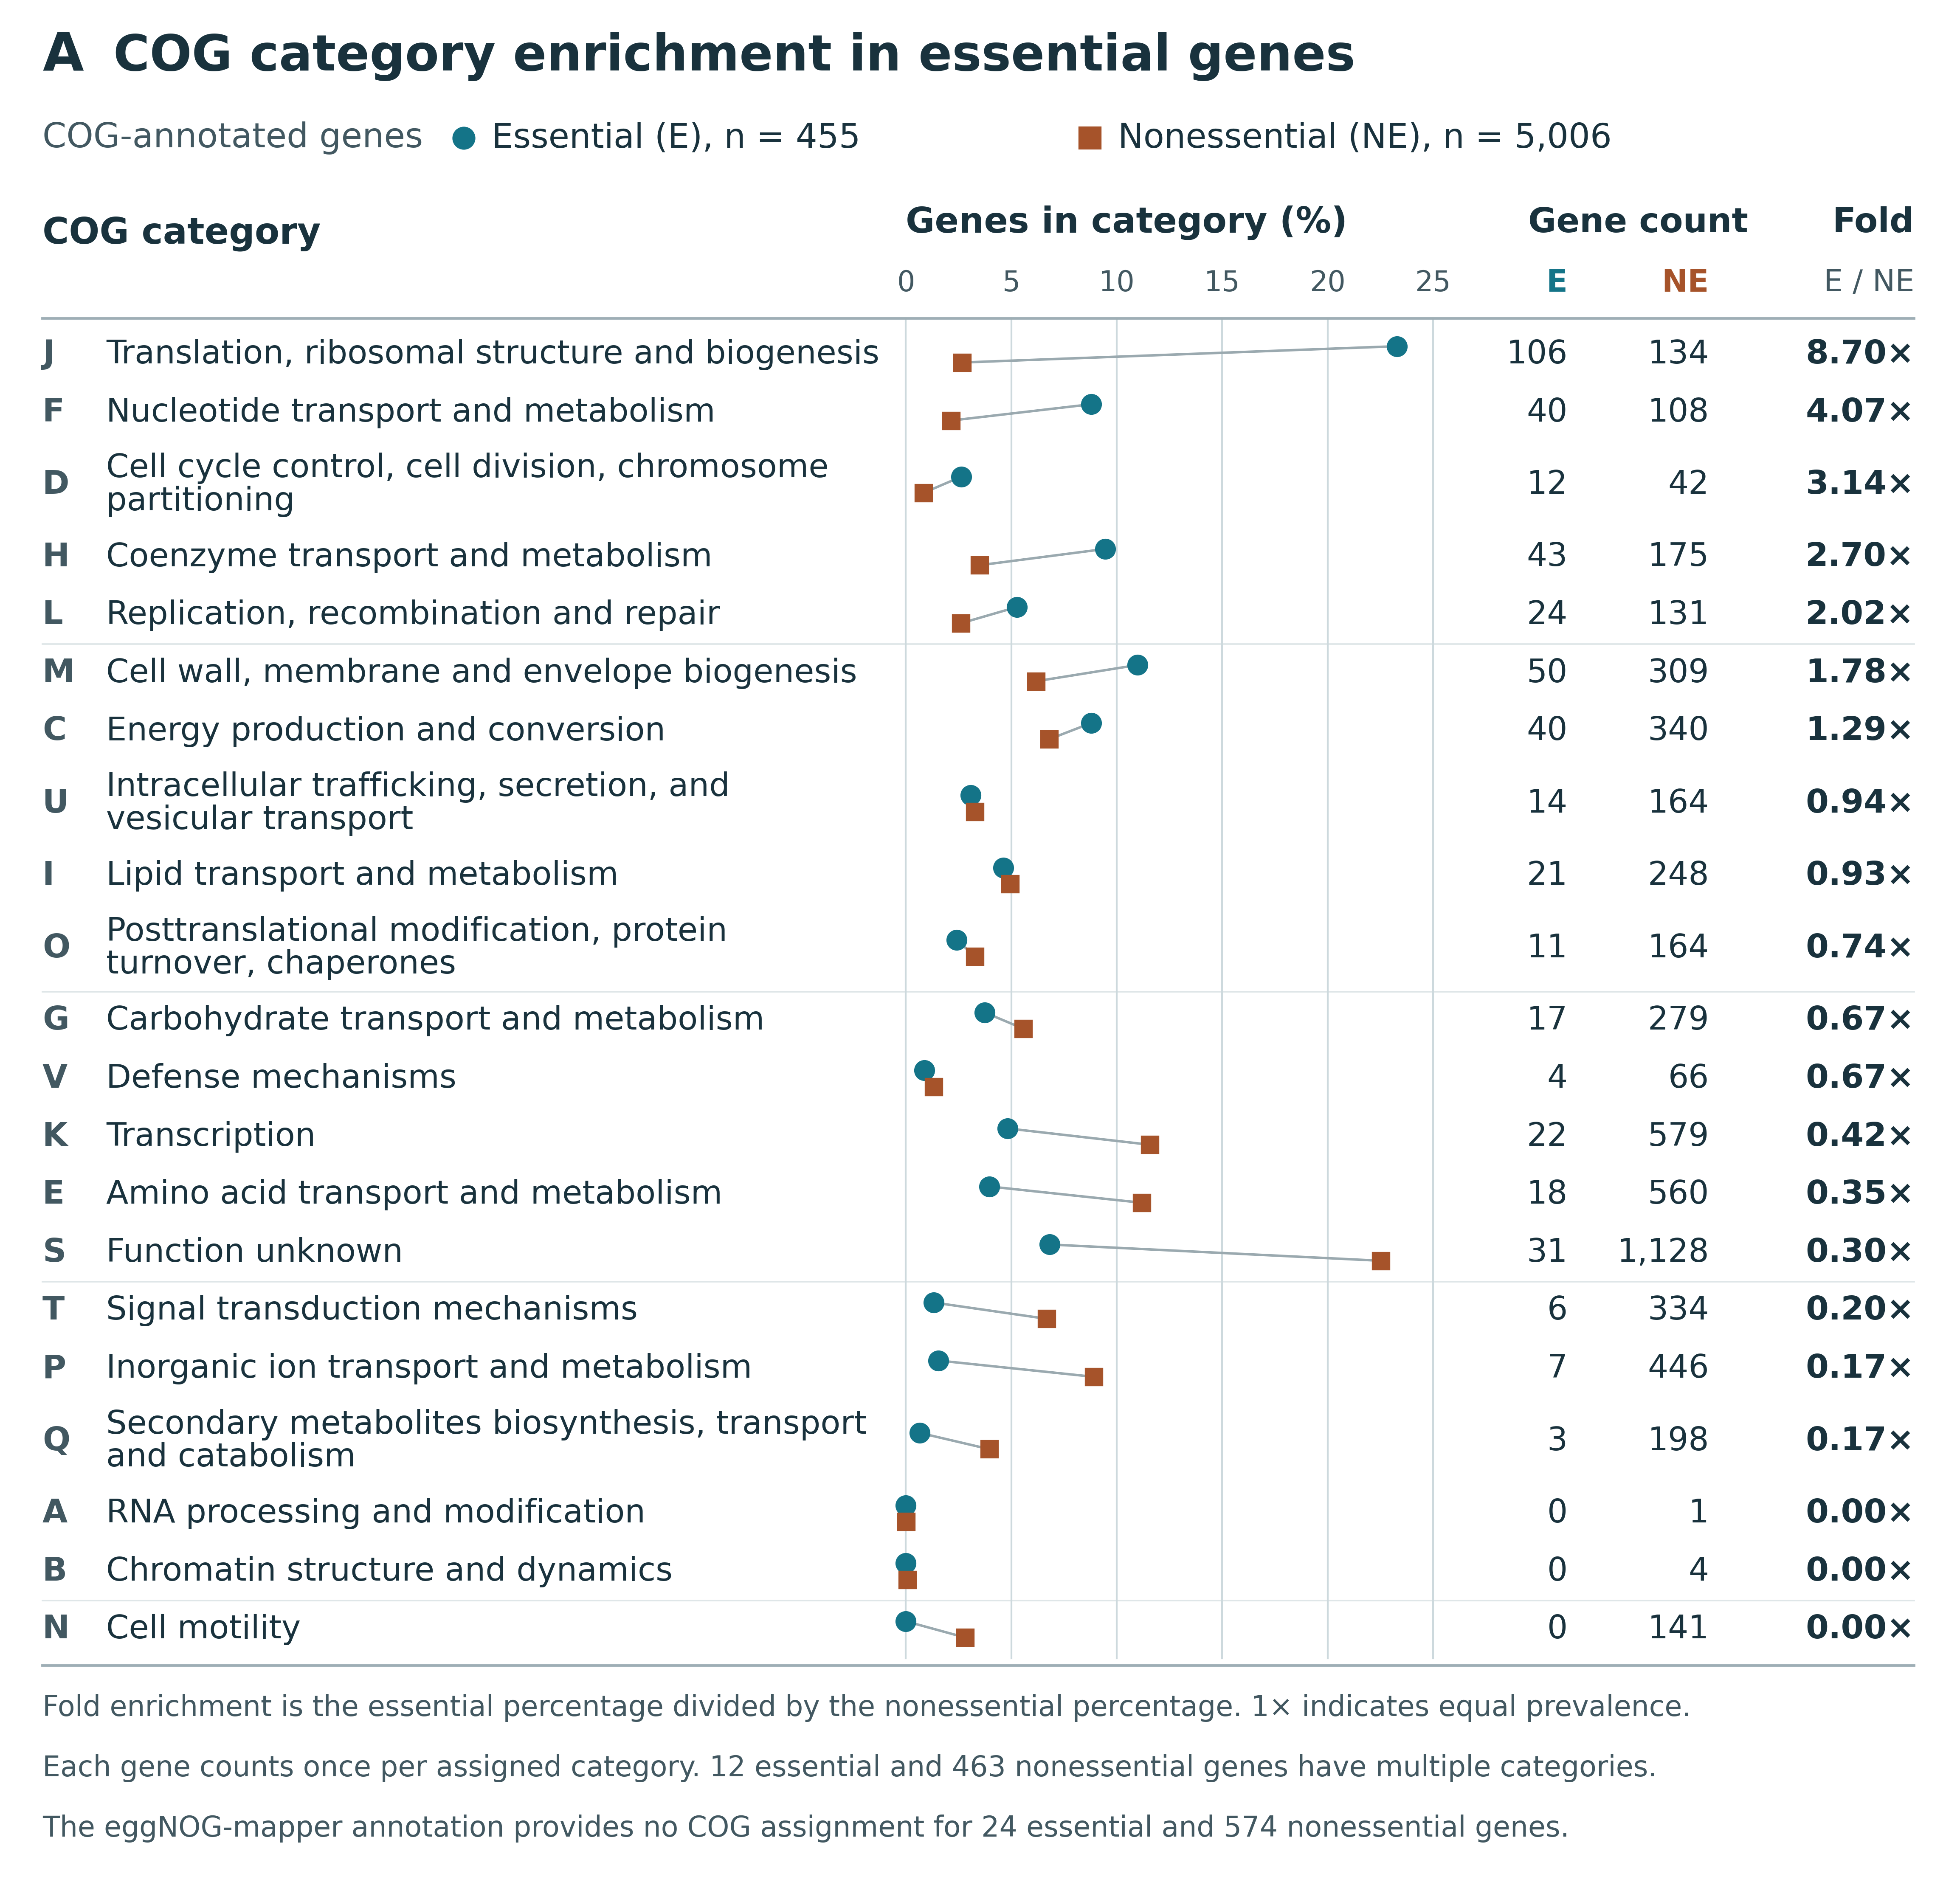 A COG category enrichment in essential genes
COG-annotated genes Essential (E), n = 455 Nonessential (NE), n = 5,006
COG category Genes in category (%) Gene count Fold
0 5 10 15 20 25 E NE E / NE
J Translation, ribosomal structure and biogenesis 106 134 8.70×
F Nucleotide transport and metabolism 40 108 4.07×
D Cell cycle control, cell division, chromosome
partitioning 12 42 3.14×
H Coenzyme transport and metabolism 43 175 2.70×
L Replication, recombination and repair 24 131 2.02×
M Cell wall, membrane and envelope biogenesis 50 309 1.78×
C Energy production and conversion 40 340 1.29×
U Intracellular trafficking, secretion, and
vesicular transport 14 164 0.94×
I Lipid transport and metabolism 21 248 0.93×
O Posttranslational modification, protein
turnover, chaperones 11 164 0.74×
G Carbohydrate transport and metabolism 17 279 0.67×
V Defense mechanisms 4 66 0.67×
K Transcription 22 579 0.42×
E Amino acid transport and metabolism 18 560 0.35×
S Function unknown 31 1,128 0.30×
T Signal transduction mechanisms 6 334 0.20×
P Inorganic ion transport and metabolism 7 446 0.17×
Q Secondary metabolites biosynthesis, transport
and catabolism 3 198 0.17×
A RNA processing and modification 0 1 0.00×
B Chromatin structure and dynamics 0 4 0.00×
N Cell motility 0 141 0.00×
Fold enrichment is the essential percentage divided by the nonessential percentage. 1× indicates equal prevalence.
Each gene counts once per assigned category. 12 essential and 463 nonessential genes have multiple categories.
The eggNOG-mapper annotation provides no COG assignment for 24 essential and 574 nonessential genes.